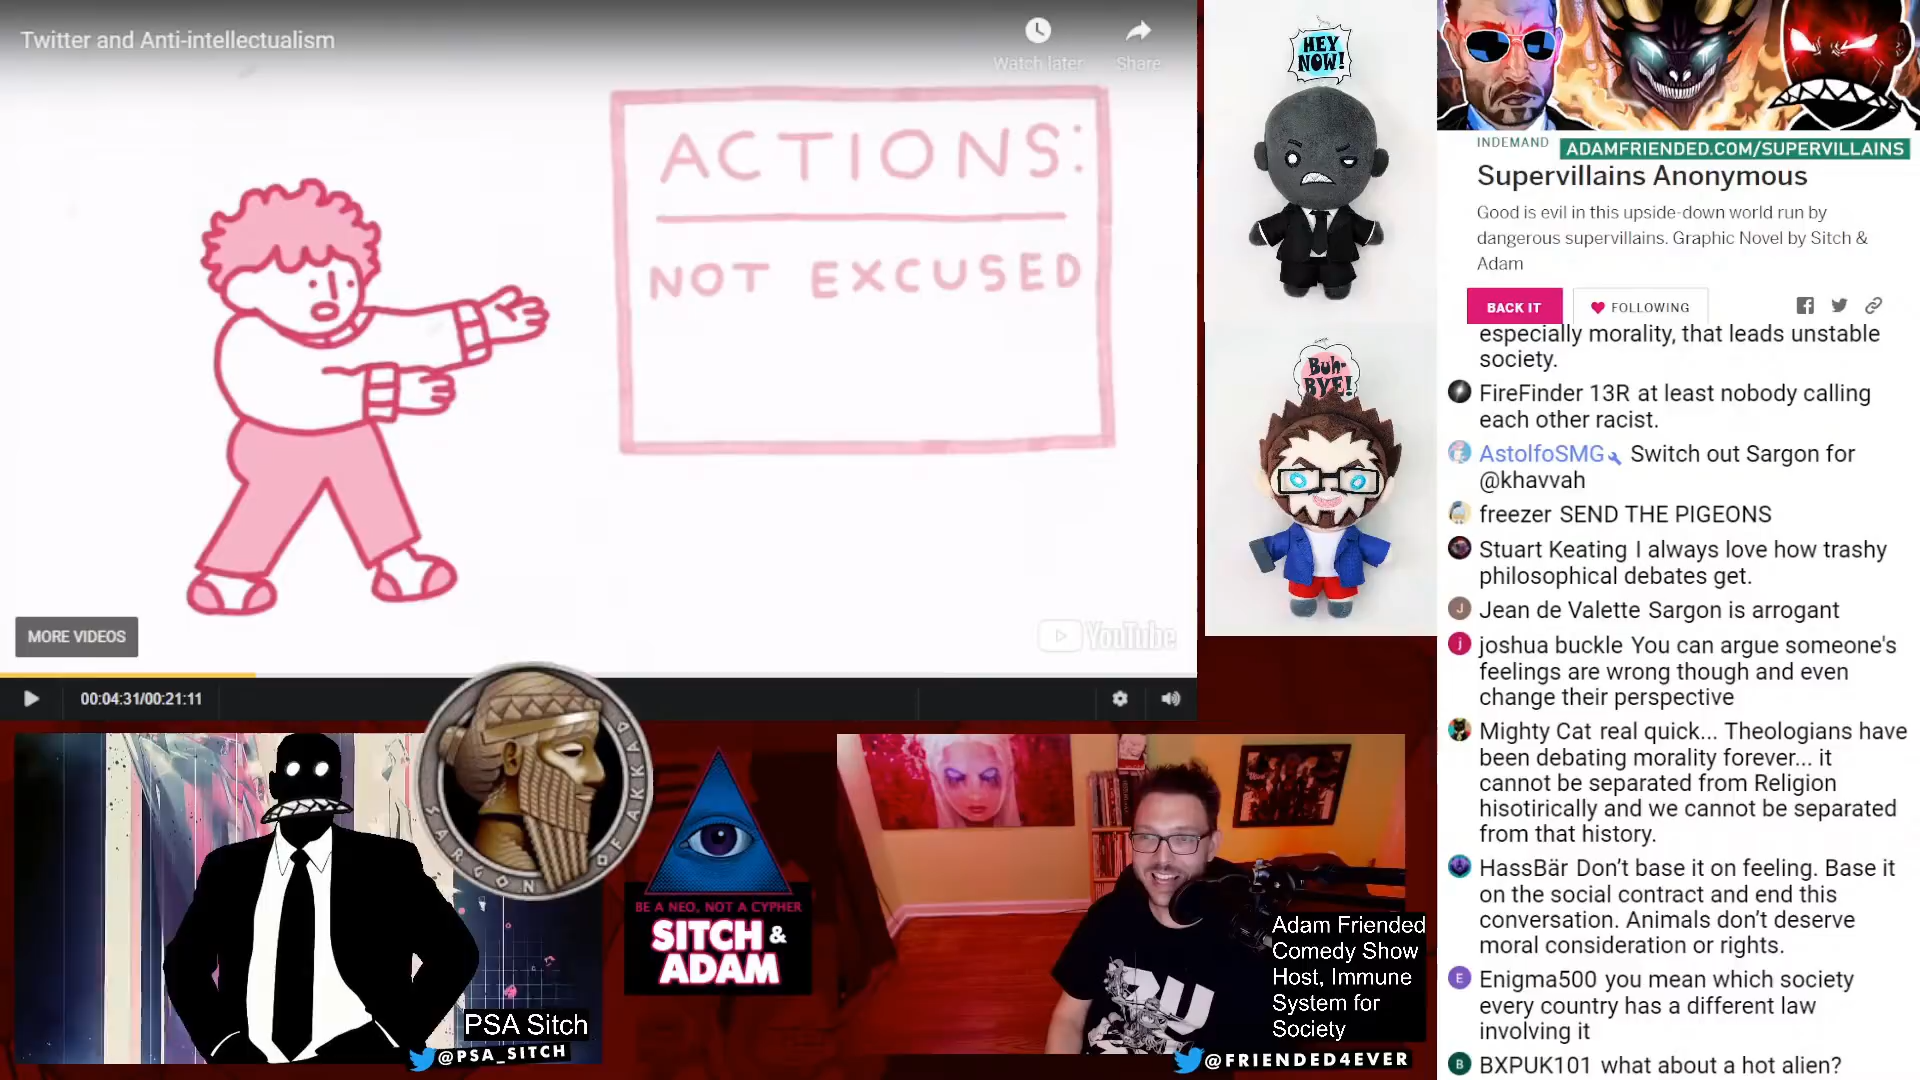 Twitter and Anti-intellectualism
Watch later
Share
ACTIONS:
NOT EXCUSED
MORE VIDEOS
YouTube
00:04:31/00:21:11
HEY
NOW!
Buh-
BYE!
INDEMAND
ADAMFRIENDED.COM/SUPERVILLAINS
Supervillains Anonymous
Good is evil in this upside-down world run by
dangerous supervillains. Graphic Novel by Sitch &
Adam
BACK IT
FOLLOWING
especially morality, that leads unstable
society.
FireFinder 13R at least nobody calling
each other racist.
AstolfoSMG Switch out Sargon for
@khavvah
freezer SEND THE PIGEONS
Stuart Keating I always love how trashy
philosophical debates get.
J Jean de Valette Sargon is arrogant
j joshua buckle You can argue someone's
feelings are wrong though and even
change their perspective
Mighty Cat real quick... Theologians have
been debating morality forever... it
cannot be separated from Religion
hisotirically and we cannot be separated
from that history.
HassBär Don’t base it on feeling. Base it
on the social contract and end this
conversation. Animals don’t deserve
moral consideration or rights.
E Enigma500 you mean which society
every country has a different law
involving it
B BXPUK101 what about a hot alien?
SARGON OF AKKAD
BE A NEO, NOT A CYPHER
SITCH &
ADAM
PSA Sitch
@PSA_SITCH
Adam Friended
Comedy Show
Host, Immune
System for
Society
@FRIENDED4EVER